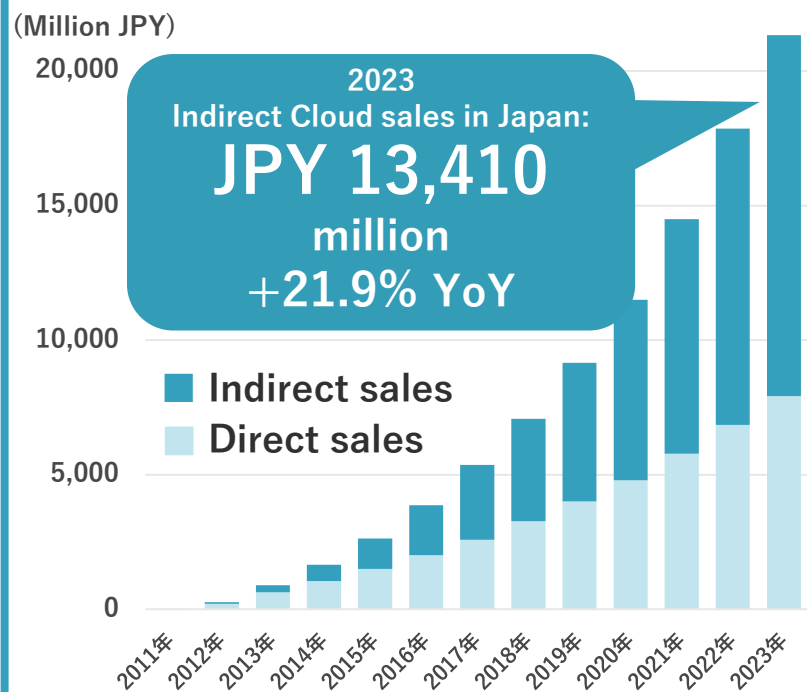 (Million JPY)
20,000
15,000
10,000
5,000
0
2023
Indirect Cloud sales in Japan:
JPY 13,410
million
+21.9% YoY
Indirect sales
Direct sales
2011年
2012年
2013年
2014年
2015年
2016年
2017年
2018年
2019年
2020年
2021年
2022年
2023年